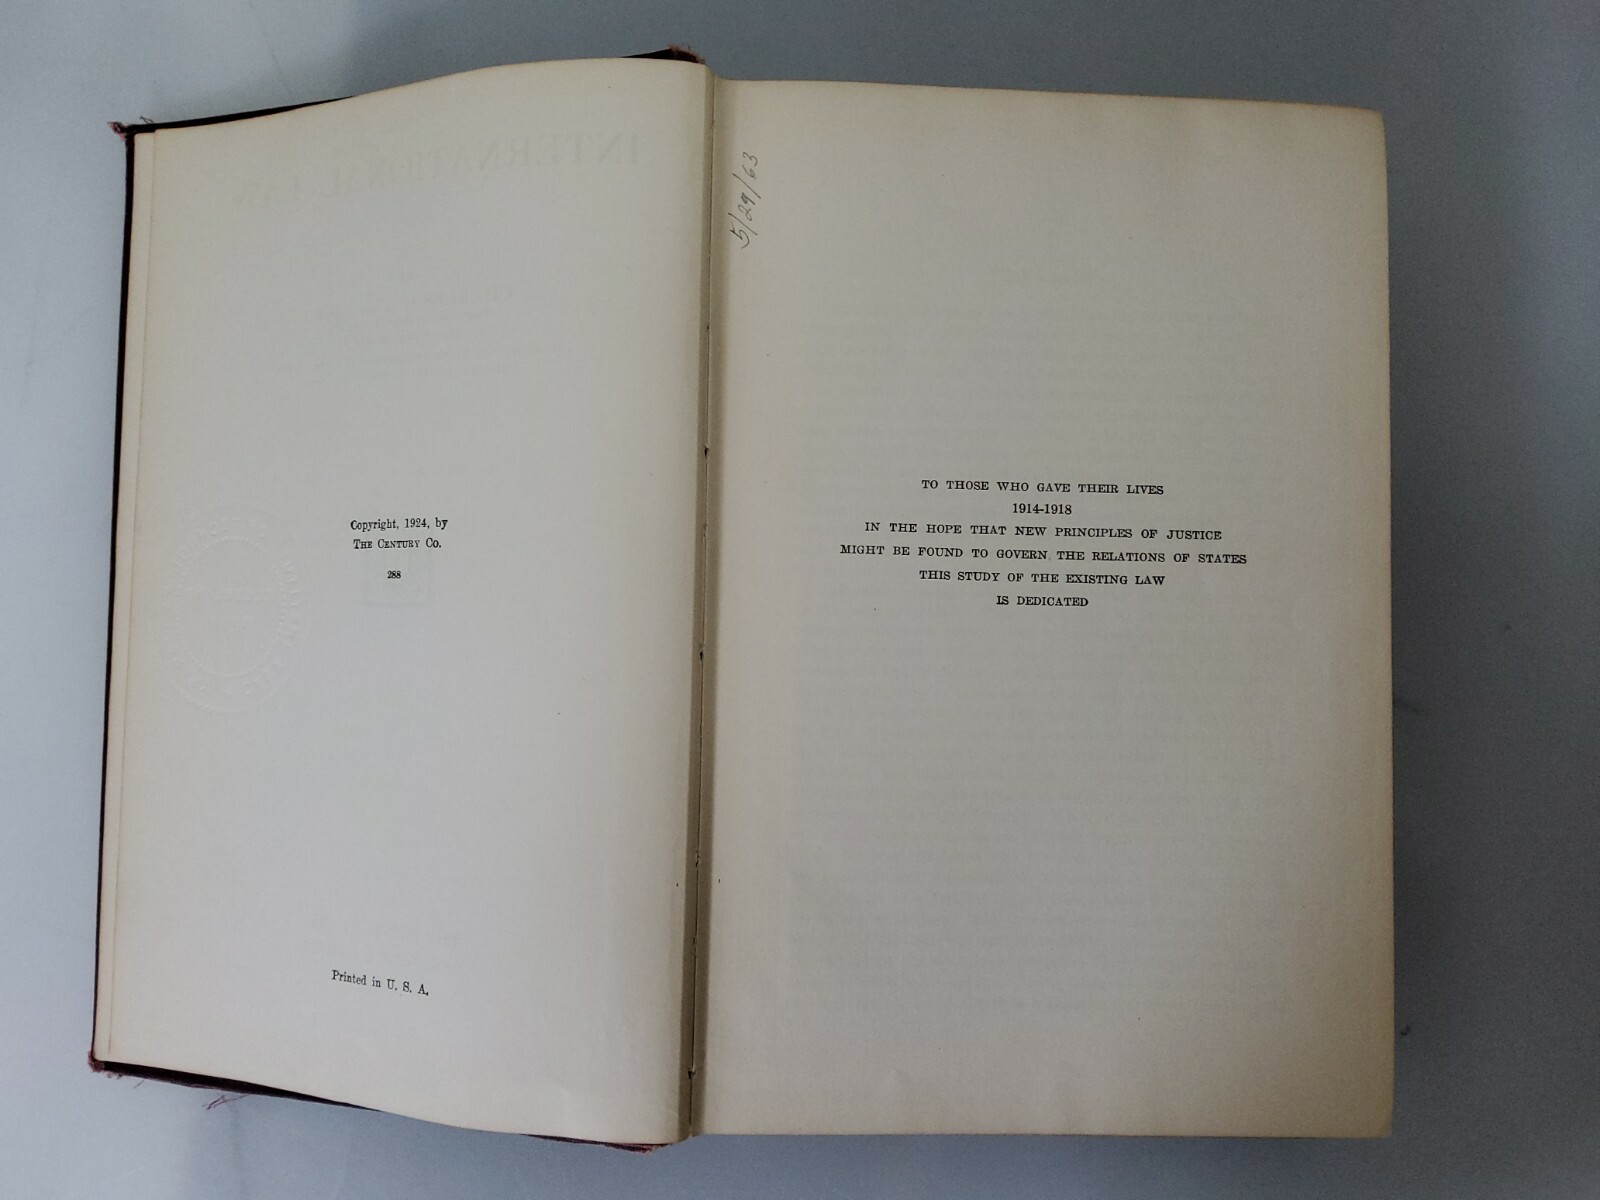 Copyright, 1924, by
THE CENTURY CO.
288
Printed in U. S. A.
5/29/63
TO THOSE WHO GAVE THEIR LIVES
1914-1918
IN THE HOPE THAT NEW PRINCIPLES OF JUSTICE
MIGHT BE FOUND TO GOVERN THE RELATIONS OF STATES
THIS STUDY OF THE EXISTING LAW
IS DEDICATED
INTERNATIONAL LAW